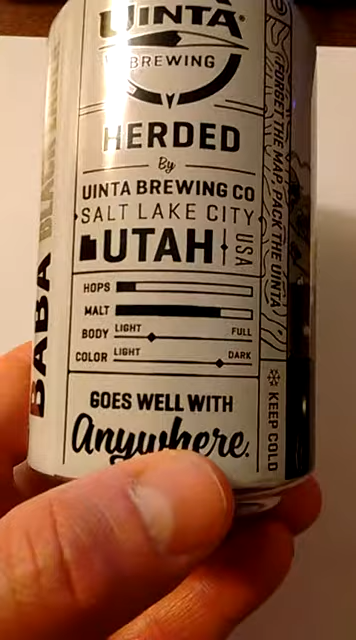 UINTA
BREWING
HERDED
By
UINTA BREWING CO
SALT LAKE CITY
UTAH USA
HOPS
MALT
BODY LIGHT FULL
COLOR LIGHT DARK
GOES WELL WITH
Anywhere.
BABA
BLACK
FORGET THE MAP, PACK THE UINTA
KEEP COLD